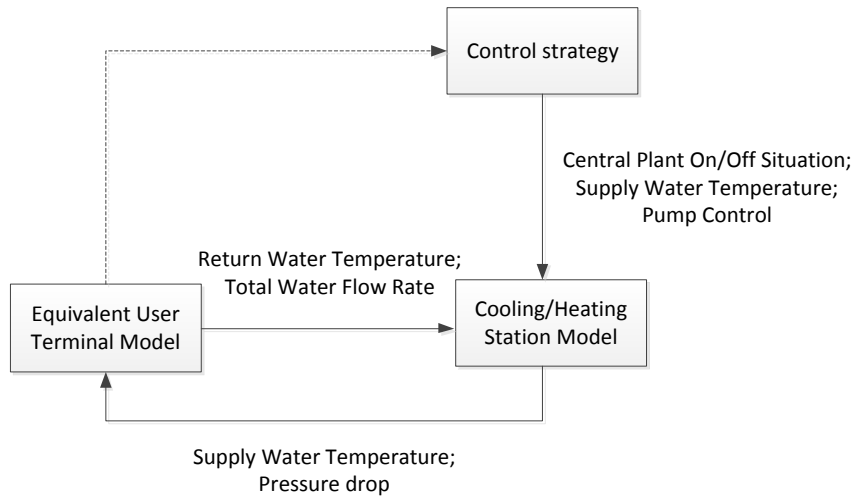 Control strategy
Central Plant On/Off Situation;
Supply Water Temperature;
Pump Control
Return Water Temperature;
Total Water Flow Rate
Equivalent User
Terminal Model
Cooling/Heating
Station Model
Supply Water Temperature;
Pressure drop